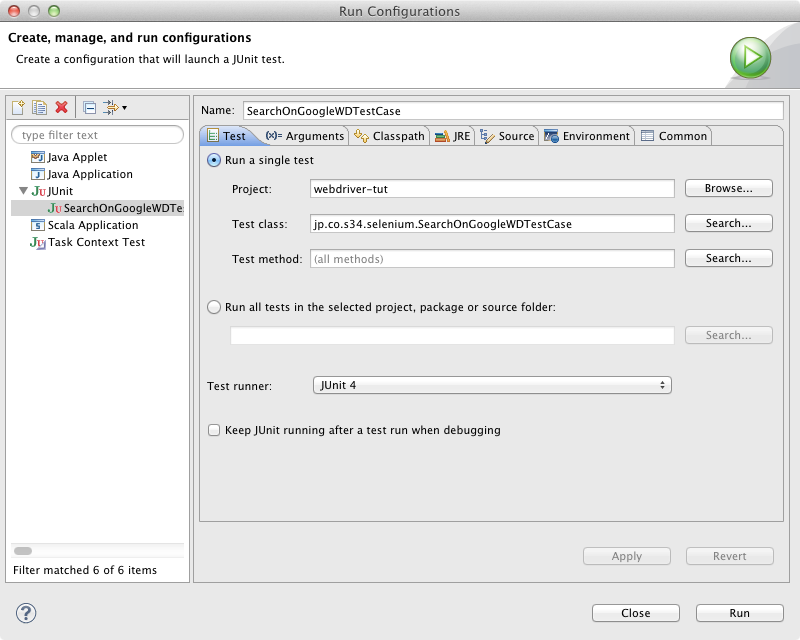 Run Configurations
Create, manage, and run configurations
Create a configuration that will launch a JUnit test.
type filter text
Java Applet
Java Application
JUnit
SearchOnGoogleWDTe
Scala Application
Task Context Test
Filter matched 6 of 6 items
Name: SearchOnGoogleWDTestCase
Test (x)= Arguments Classpath JRE Source Environment Common
Run a single test
Project: webdriver-tut Browse...
Test class: jp.co.s34.selenium.SearchOnGoogleWDTestCase Search...
Test method: (all methods) Search...
Run all tests in the selected project, package or source folder:
Search...
Test runner: JUnit 4
Keep JUnit running after a test run when debugging
Apply Revert
? Close Run